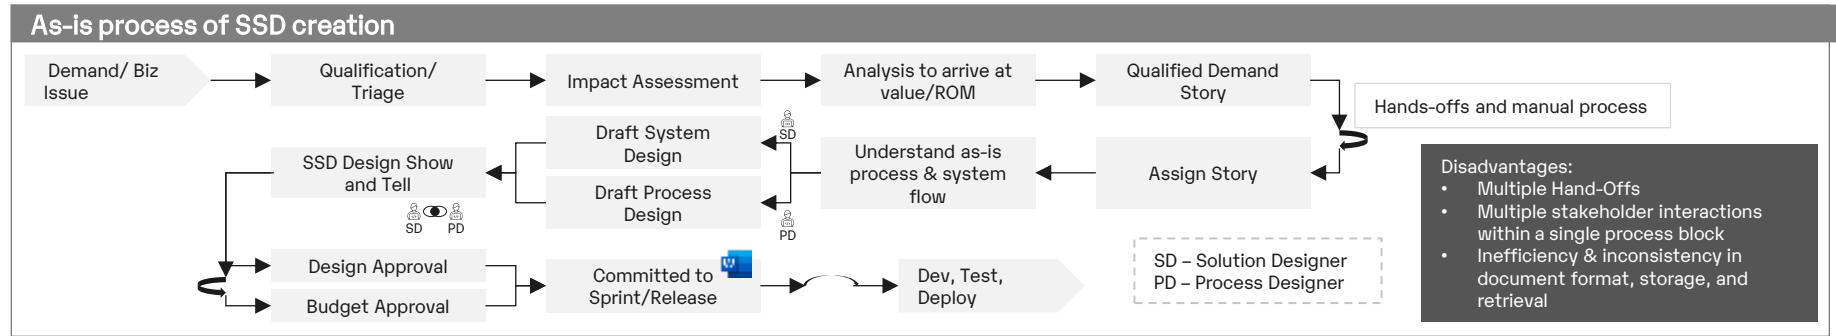 As-is process of SSD creation
Demand/ Biz
Issue
Qualification/
Triage
Impact Assessment
Analysis to arrive at
value/ROM
Qualified Demand
Story
Hands-offs and manual process
Assign Story
Understand as-is
process & system
flow
SD
Draft System
Design
PD
Draft Process
Design
SSD Design Show
and Tell
SD
PD
Design Approval
Budget Approval
Committed to
Sprint/Release
W
Dev, Test,
Deploy
SD – Solution Designer
PD – Process Designer
Disadvantages:
• Multiple Hand-Offs
• Multiple stakeholder interactions
within a single process block
• Inefficiency & inconsistency in
document format, storage, and
retrieval